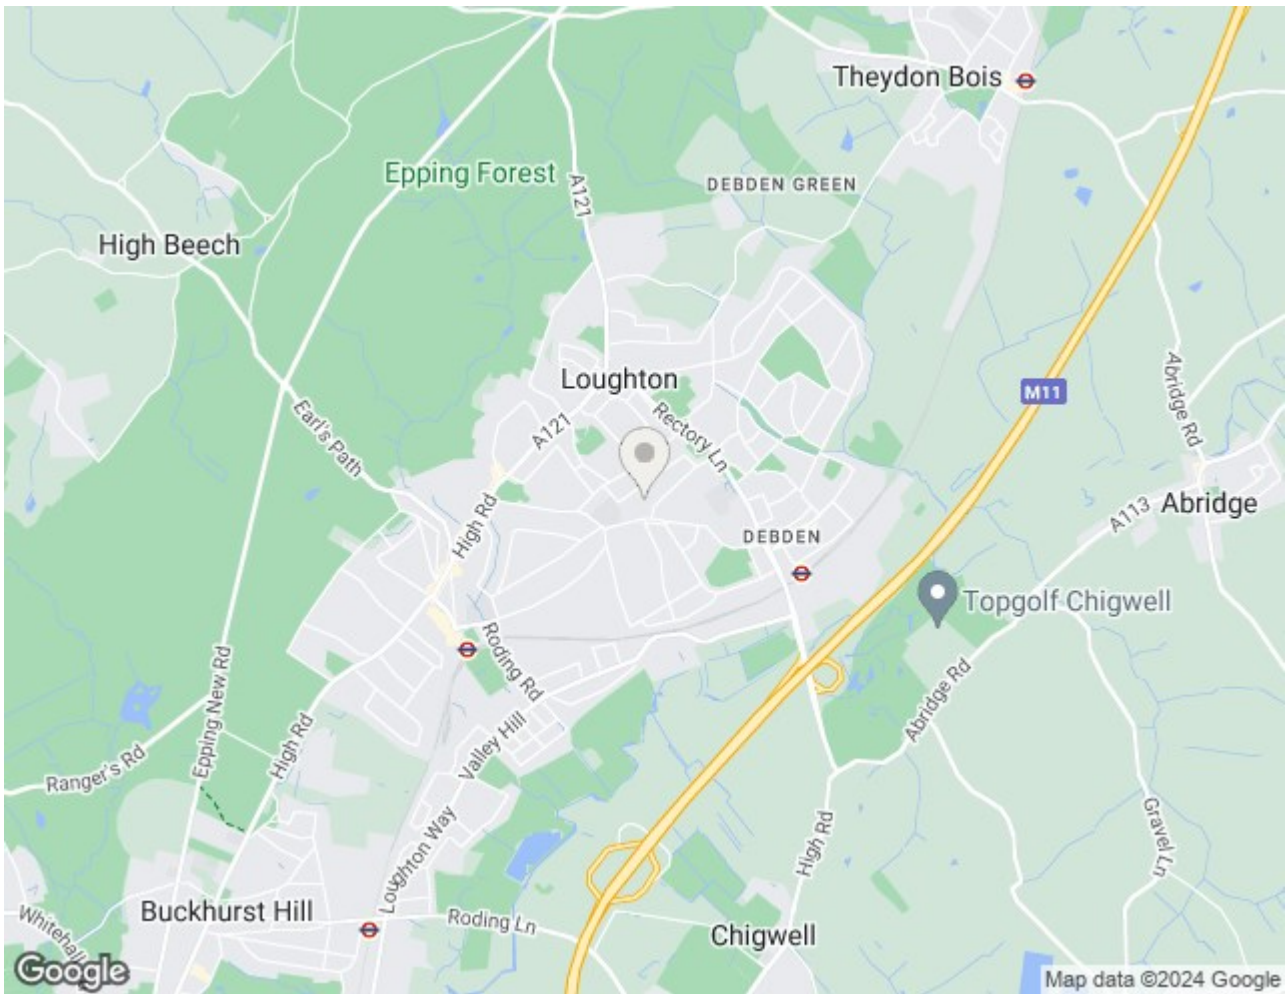 Theydon Bois
Epping Forest
DEBDEN GREEN
A121
High Beech
M11
Loughton
Abridge Rd
Earl's Path
A121
Rectory Ln
Abridge
A113
High Rd
DEBDEN
Topgolf Chigwell
Roding Rd
Epping New Rd
Abridge Rd
High Rd
Valley Hill
Ranger's Rd
Gravel Ln
Loughton Way
High Rd
Buckhurst Hill
Whitehall
Roding Ln
Chigwell
Google
Map data ©2024 Google